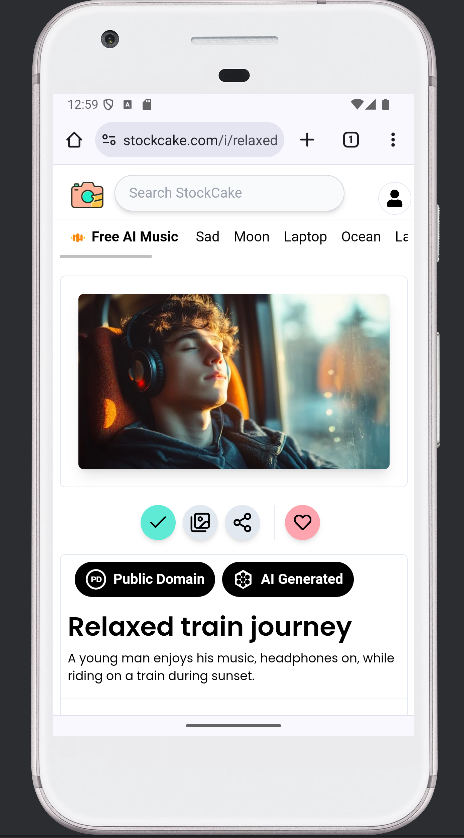 12:59
A
stockcake.com/i/relaxed
1
Search StockCake
Free AI Music Sad Moon Laptop Ocean La
PD Public Domain AI Generated
Relaxed train journey
A young man enjoys his music, headphones on, while
riding on a train during sunset.